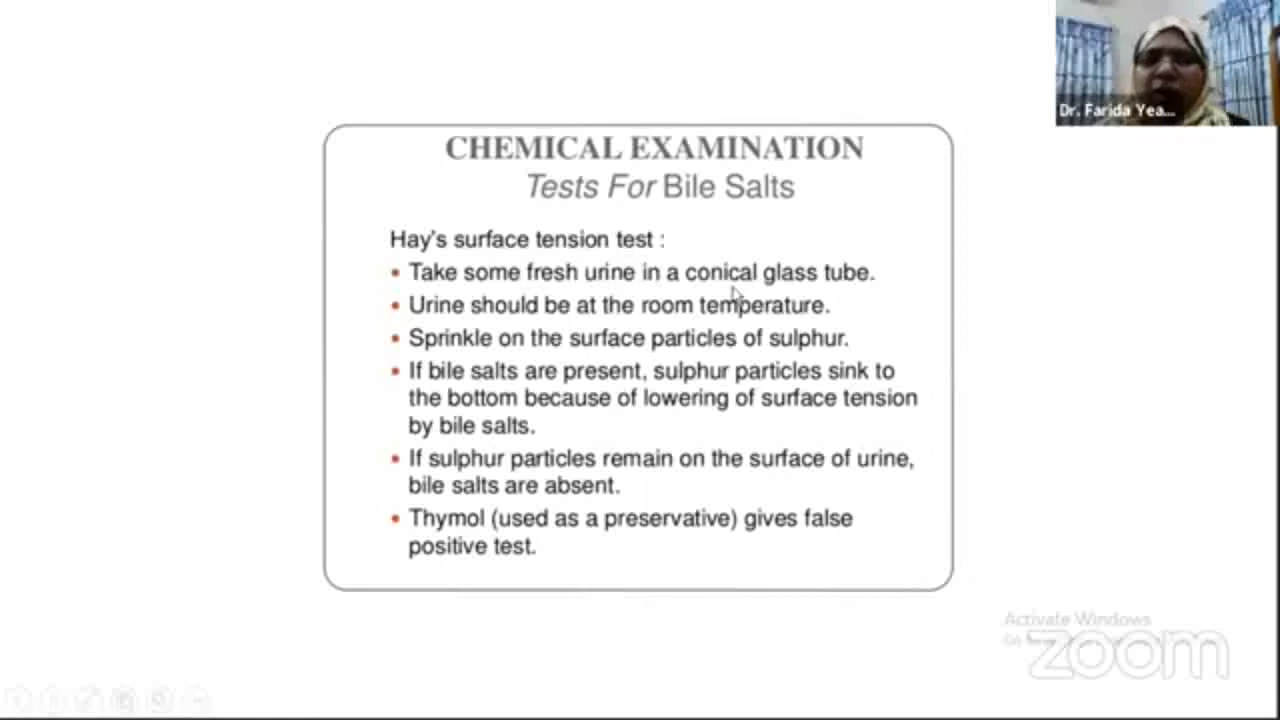 Dr. Farida Yea...
CHEMICAL EXAMINATION
Tests For Bile Salts
Hay's surface tension test :
• Take some fresh urine in a conical glass tube.
• Urine should be at the room temperature.
• Sprinkle on the surface particles of sulphur.
• If bile salts are present, sulphur particles sink to
the bottom because of lowering of surface tension
by bile salts.
• If sulphur particles remain on the surface of urine,
bile salts are absent.
• Thymol (used as a preservative) gives false
positive test.
Activate Windows
zoom